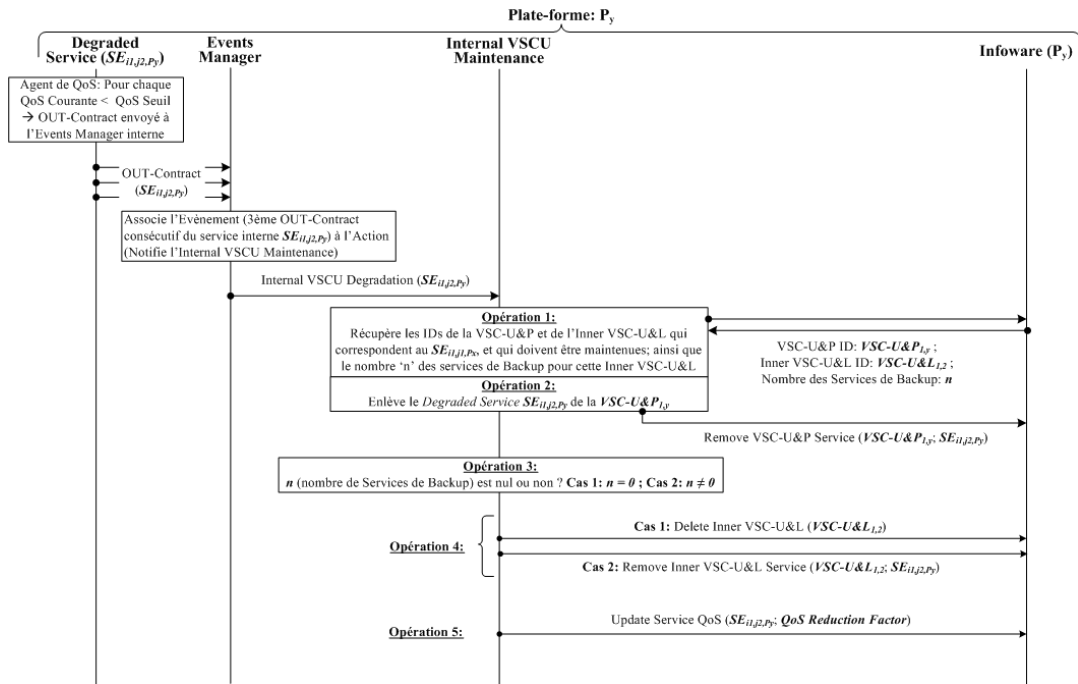 Plate-forme: Py
Degraded
Service (SEi1,j2,Py)
Events
Manager
Internal VSCU
Maintenance
Infoware (Py)
Agent de QoS: Pour chaque
QoS Courante < QoS Seuil
→ OUT-Contract envoyé à
l'Events Manager interne
OUT-Contract
(SEi1,j2,Py)
Associe l'Evénement (3ème OUT-Contract
consécutif du service interne SEi1,j2,Py) à l'Action
(Notifie l'Internal VSCU Maintenance)
Internal VSCU Degradation (SEi1,j2,Py)
Opération 1:
Récupère les IDs de la VSC-U&P et de l'Inner VSC-U&L qui
correspondent au SEi1,j1,Px, et qui doivent être maintenues; ainsi que
le nombre 'n' des services de Backup pour cette Inner VSC-U&L
VSC-U&P ID: VSC-U&P1,y ;
Inner VSC-U&L ID: VSC-U&L1,2 ;
Nombre des Services de Backup: n
Opération 2:
Enlève le Degraded Service SEi1,j2,Py de la VSC-U&P1,y
Remove VSC-U&P Service (VSC-U&P1,y; SEi1,j2,Py)
Opération 3:
n (nombre de Services de Backup) est nul ou non ? Cas 1: n = 0 ; Cas 2: n ≠ 0
Opération 4:
Cas 1: Delete Inner VSC-U&L (VSC-U&L1,2)
Cas 2: Remove Inner VSC-U&L Service (VSC-U&L1,2; SEi1,j2,Py)
Opération 5:
Update Service QoS (SEi1,j2,Py; QoS Reduction Factor)